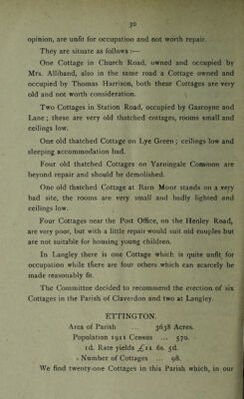 30
opinion, are unfit for occupation and not worth repair.
They are situate as follows :—
One Cottage in Church Road, owned and occupied by
Mrs. Alliband, also in the same road a Cottage owned and
occupied by Thomas Harrison, both these Cottages are very
old and not worth consideration.
Two Cottages in Station Road, occupied by Gascoyne and
Lane; these are very old thatched cottages, rooms small and
ceilings low.
One old thatched Cottage on Lye Green; ceilings low and
sleeping accommodation bad.
Four old thatched Cottages on Yarningale Common are
beyond repair and should be demolished.
One old thatched Cottage at Barn Moor stands on a very
bad site, the rooms are very small and badly lighted and
ceilings low.
Four Cottages near the Post Office, on the Henley Road,
are very poor, but with a little repair would suit old couples but
are not suitable for housing young children.
In Langley there is one Cottage which is quite unfit for
occupation while there are four others which can scarcely be
made reasonably fit.
The Committee decided to recommend the erection of six
Cottages in the Parish of Claverdon and two at Langley.
ETTINGTON.
Area of Parish ... 3638 Acres.
Population 1911 Census ... 570.
1d. Rate yields £11 6s. 5d.
Number of Cottages ... 98.
We find twenty-one Cottages in this Parish which, in our